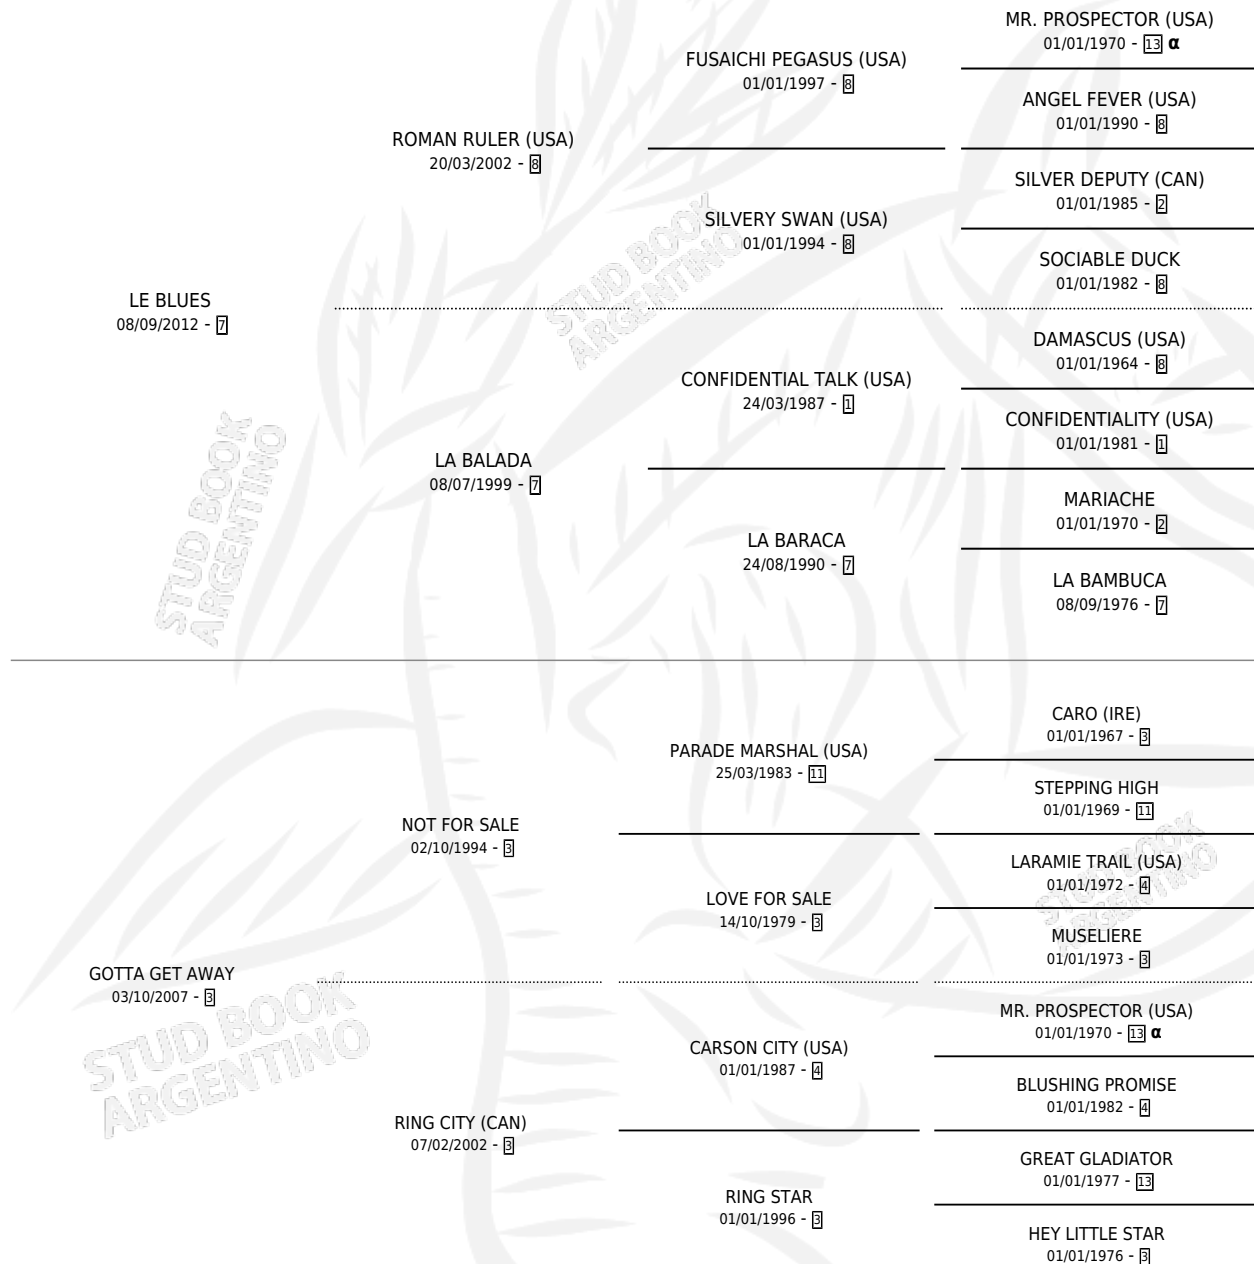 MR. PROSPECTOR (USA)
01/01/1970 - 13 α
FUSAICHI PEGASUS (USA)
01/01/1997 - 8
ANGEL FEVER (USA)
01/01/1990 - 8
ROMAN RULER (USA)
20/03/2002 - 8
SILVER DEPUTY (CAN)
01/01/1985 - 2
SILVERY SWAN (USA)
01/01/1994 - 8
SOCIABLE DUCK
01/01/1982 - 8
LE BLUES
08/09/2012 - 7
DAMASCUS (USA)
01/01/1964 - 8
CONFIDENTIAL TALK (USA)
24/03/1987 - 1
CONFIDENTIALITY (USA)
01/01/1981 - 1
LA BALADA
08/07/1999 - 7
MARIACHE
01/01/1970 - 2
LA BARACA
24/08/1990 - 7
LA BAMBUCA
08/09/1976 - 7
CARO (IRE)
01/01/1967 - 3
PARADE MARSHAL (USA)
25/03/1983 - 11
STEPPING HIGH
01/01/1969 - 11
NOT FOR SALE
02/10/1994 - 3
LARAMIE TRAIL (USA)
01/01/1972 - 4
LOVE FOR SALE
14/10/1979 - 3
MUSELIERE
01/01/1973 - 3
GOTTA GET AWAY
03/10/2007 - 3
MR. PROSPECTOR (USA)
01/01/1970 - 13 α
CARSON CITY (USA)
01/01/1987 - 4
BLUSHING PROMISE
01/01/1982 - 4
RING CITY (CAN)
07/02/2002 - 3
GREAT GLADIATOR
01/01/1977 - 13
RING STAR
01/01/1996 - 3
HEY LITTLE STAR
01/01/1976 - 3
STUD BOOK
ARGENTINO
STUD BOOK
ARGENTINO
STUD BOOK
ARGENTINO
STUD BOOK
ARGENTINO